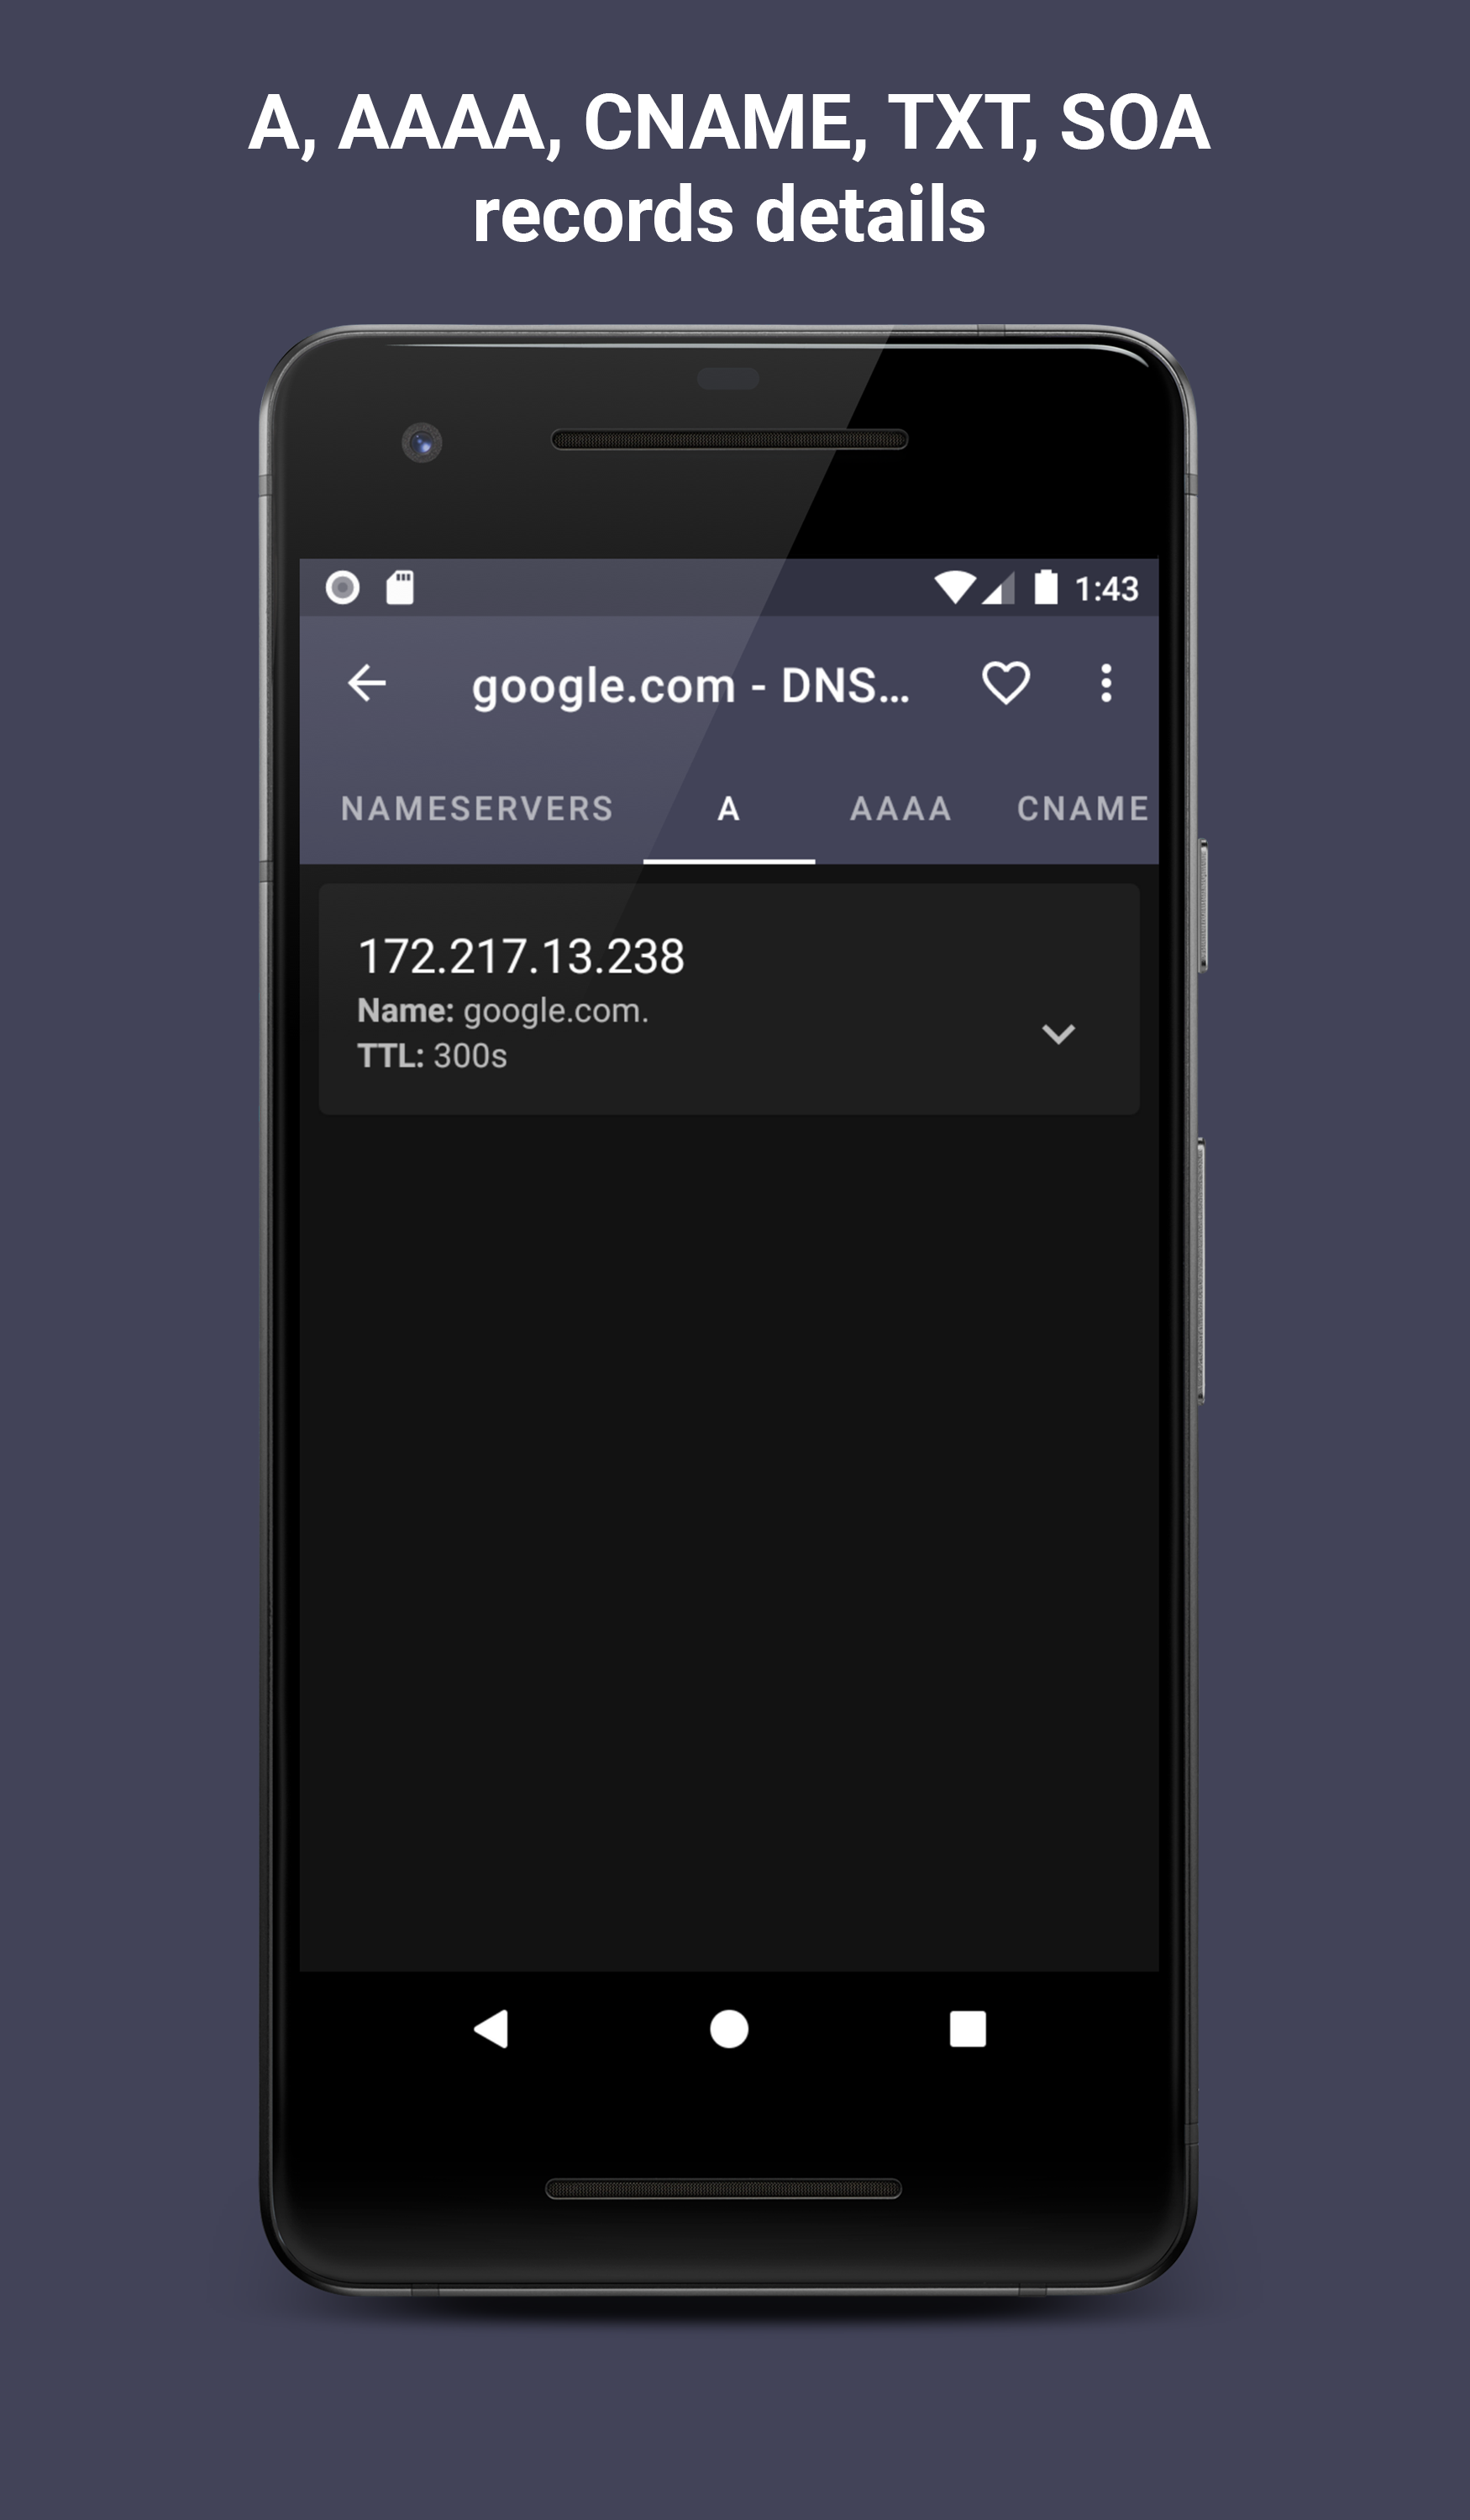 A, AAAA, CNAME, TXT, SOA
records details
1:43
google.com - DNS...
NAMESERVERS A AAAA CNAME
172.217.13.238
Name: google.com.
TTL: 300s